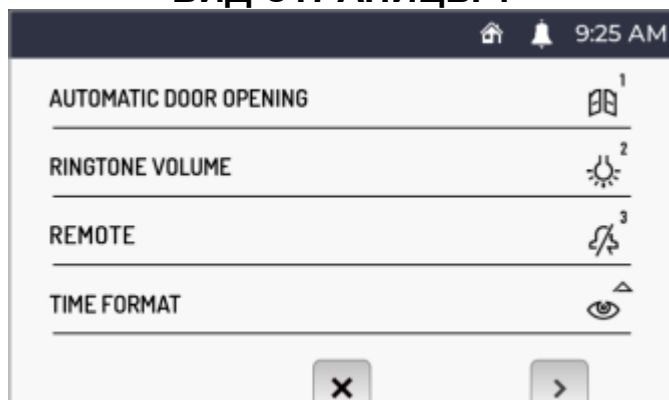 9:25 AM
AUTOMATIC DOOR OPENING 1
RINGTONE VOLUME 2
REMOTE 3
TIME FORMAT